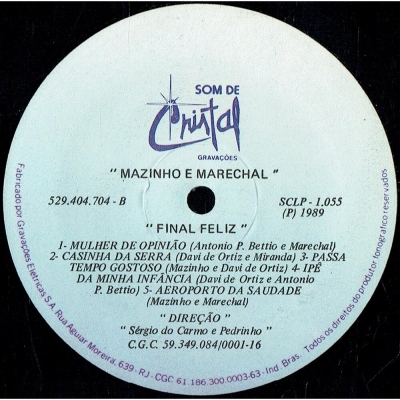 SOM DE
Cristal
GRAVAÇÕES
" MAZINHO E MARECHAL "
529.404.704 - B
SCLP - 1.055
(P) 1989
" FINAL FELIZ "
1- MULHER DE OPINIÃO (Antonio P. Bettio e Marechal)
2- CASINHA DA SERRA (Davi de Ortiz e Miranda) 3- PASSA
TEMPO GOSTOSO (Mazinho e Davi de Ortiz) 4- IPÊ
DA MINHA INFÂNCIA (Davi de Ortiz e Antonio
P. Bettio) 5- AEROPORTO DA SAUDADE
(Mazinho e Marechal)
" DIREÇÃO "
" Sérgio do Carmo e Pedrinho "
C.G.C. 59.349.084/0001-16
Fabricado por Gravações Elétricas S.A. Rua Aguiar Moreira, 639 - RJ - CGC 61.186.300.0003-63 - Ind. Bras. Todos os direitos do produtor fonográfico reservados